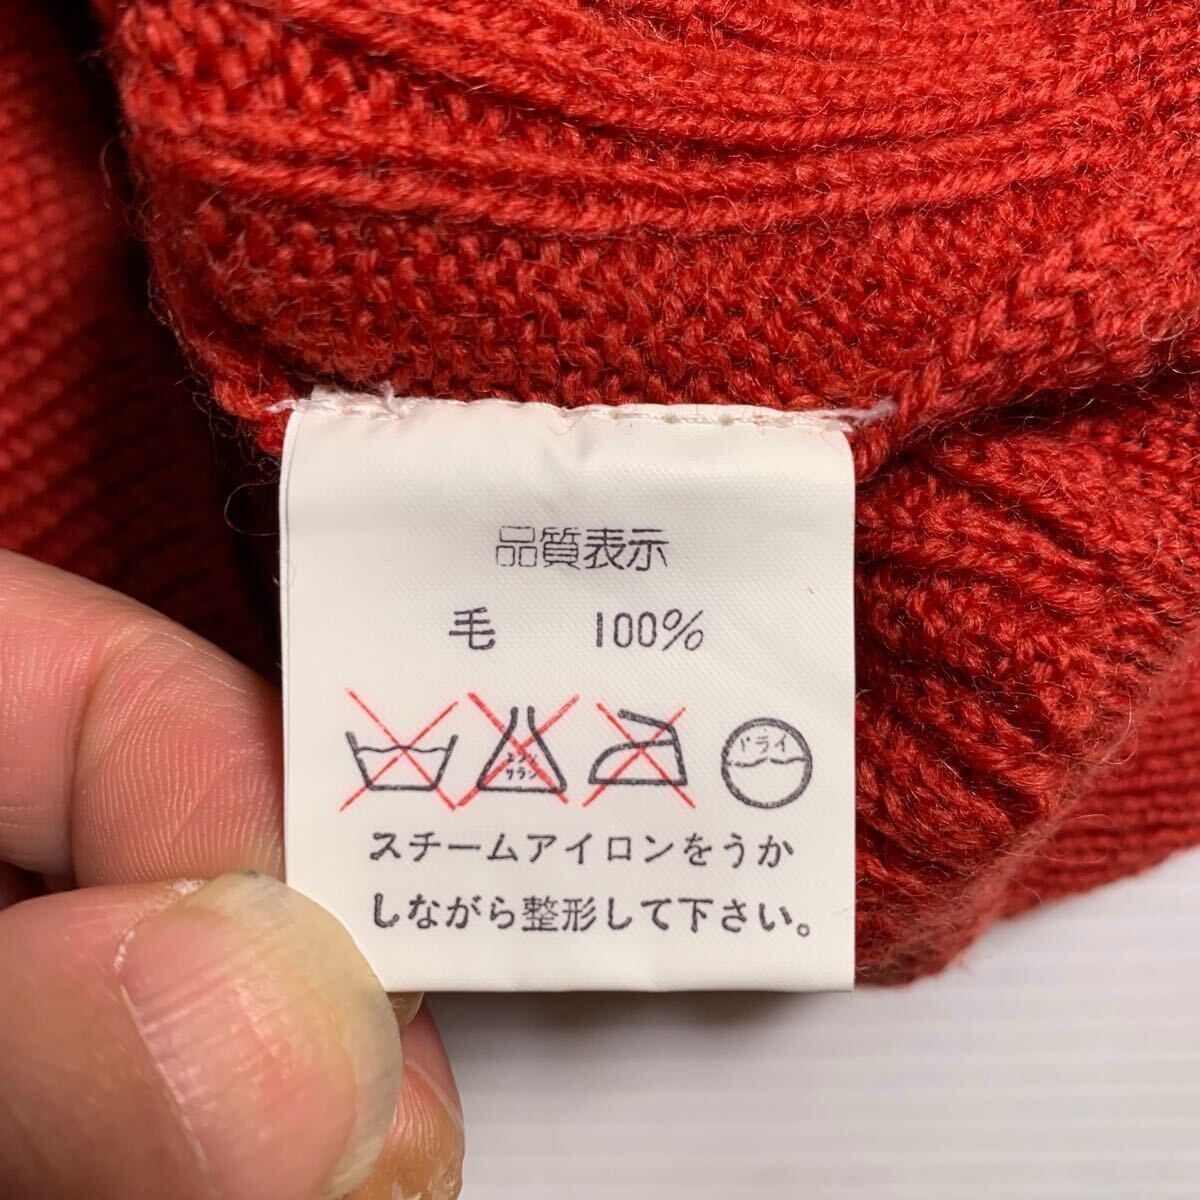 品質表示
毛 100%
エンソ サラシ ドライ
スチームアイロンをうか
しながら整形して下さい。